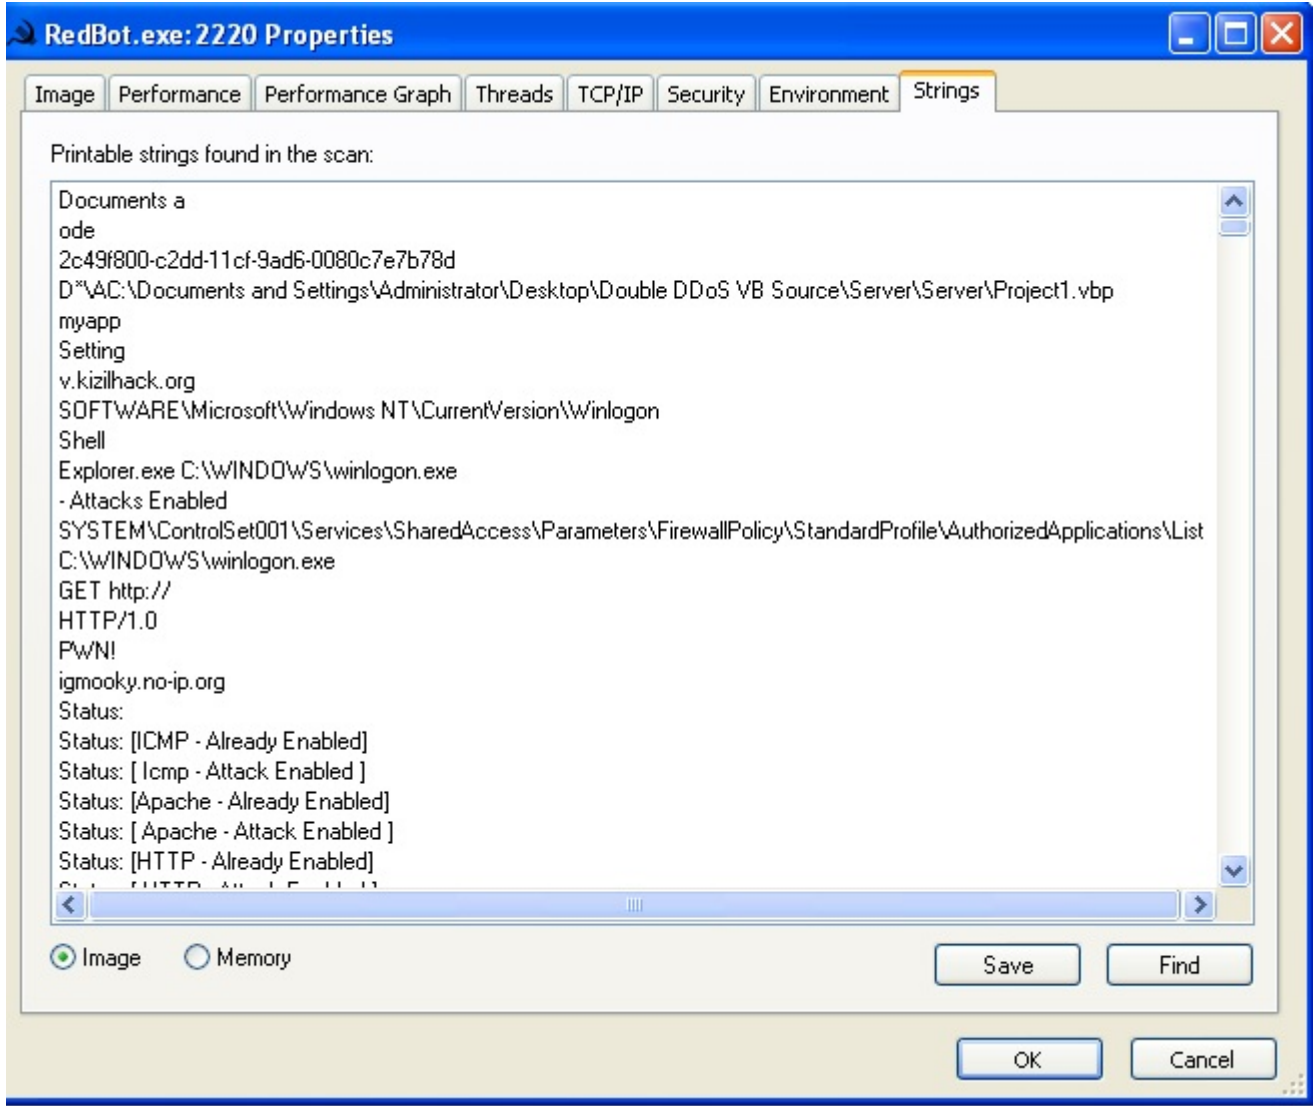 RedBot.exe:2220 Properties
Image Performance Performance Graph Threads TCP/IP Security Environment Strings
Printable strings found in the scan:
Documents a
ode
2c49f800-c2dd-11cf-9ad6-0080c7e7b78d
D*\AC:\Documents and Settings\Administrator\Desktop\Double DDoS VB Source\Server\Server\Project1.vbp
myapp
Setting
v.kizilhack.org
SOFTWARE\Microsoft\Windows NT\CurrentVersion\Winlogon
Shell
Explorer.exe C:\WINDOWS\winlogon.exe
- Attacks Enabled
SYSTEM\ControlSet001\Services\SharedAccess\Parameters\FirewallPolicy\StandardProfile\AuthorizedApplications\List
C:\WINDOWS\winlogon.exe
GET http://
HTTP/1.0
PWN!
igmooky.no-ip.org
Status:
Status: [ICMP - Already Enabled]
Status: [ Icmp - Attack Enabled ]
Status: [Apache - Already Enabled]
Status: [ Apache - Attack Enabled ]
Status: [HTTP - Already Enabled]
Image Memory Save Find
OK Cancel